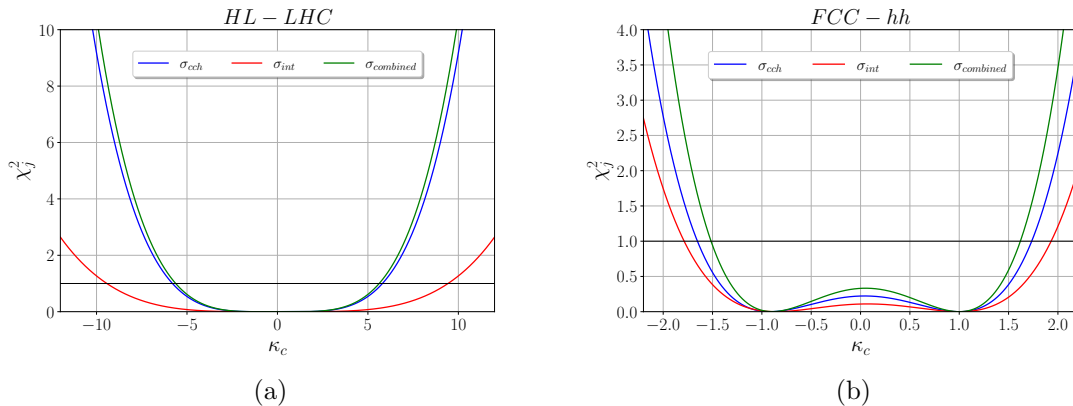 HL – LHC
10
8
6
4
2
0
χ²_j
σ_cch σ_int σ_combined
−10 −5 0 5 10
κ_c
(a)
FCC – hh
4.0
3.5
3.0
2.5
2.0
1.5
1.0
0.5
0.0
χ²_j
σ_cch σ_int σ_combined
−2.0 −1.5 −1.0 −0.5 0.0 0.5 1.0 1.5 2.0
κ_c
(b)